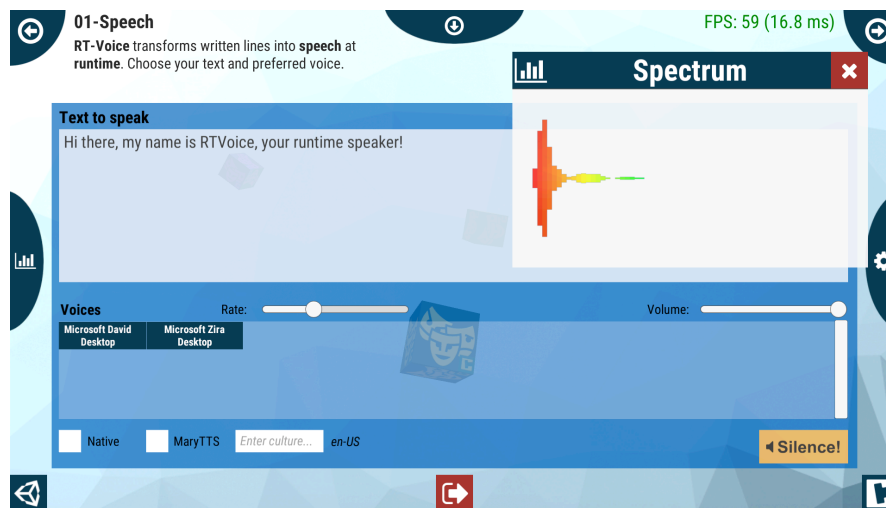 01-Speech
FPS: 59 (16.8 ms)
RT-Voice transforms written lines into speech at
runtime. Choose your text and preferred voice.
Spectrum
Text to speak
Hi there, my name is RTVoice, your runtime speaker!
Voices
Rate:
Volume:
Microsoft David
Desktop
Microsoft Zira
Desktop
Native
MaryTTS
Enter culture...
en-US
Silence!